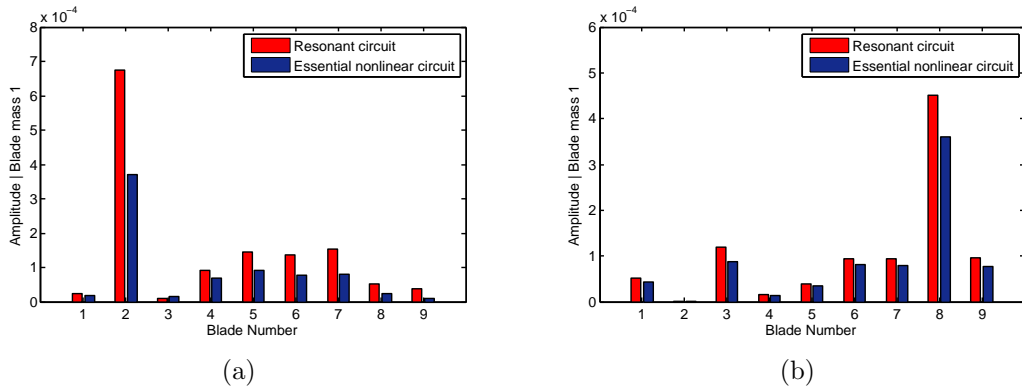 x 10⁻⁴
8
7
6
5
4
3
2
1
0
Amplitude | Blade mass 1
Resonant circuit
Essential nonlinear circuit
1 2 3 4 5 6 7 8 9
Blade Number
(a)
x 10⁻⁴
6
5
4
3
2
1
0
Amplitude | Blade mass 1
Resonant circuit
Essential nonlinear circuit
1 2 3 4 5 6 7 8 9
Blade Number
(b)